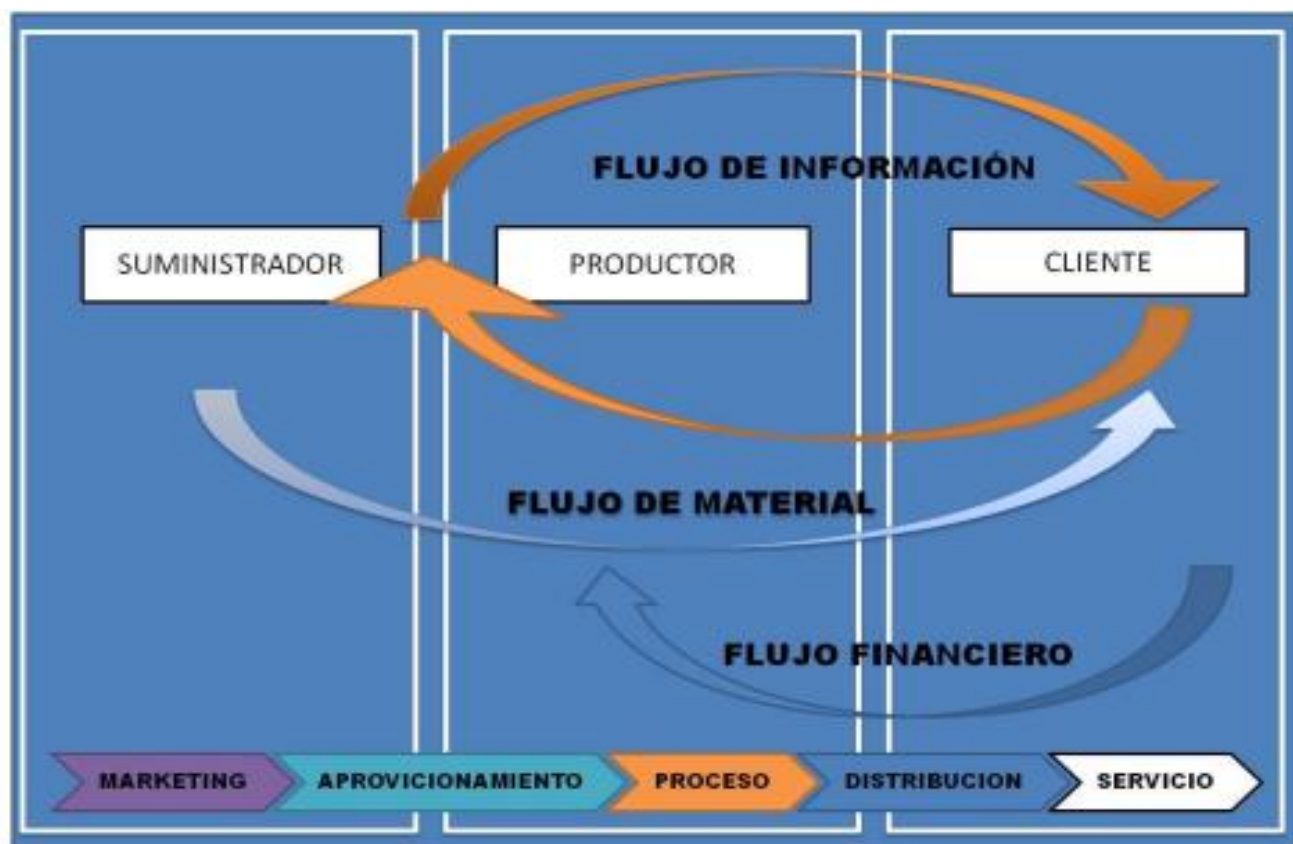 FLUJO DE INFORMACIÓN
SUMINISTRADOR
PRODUCTOR
CLIENTE
FLUJO DE MATERIAL
FLUJO FINANCIERO
MARKETING
APROVICIONAMIENTO
PROCESO
DISTRIBUCION
SERVICIO